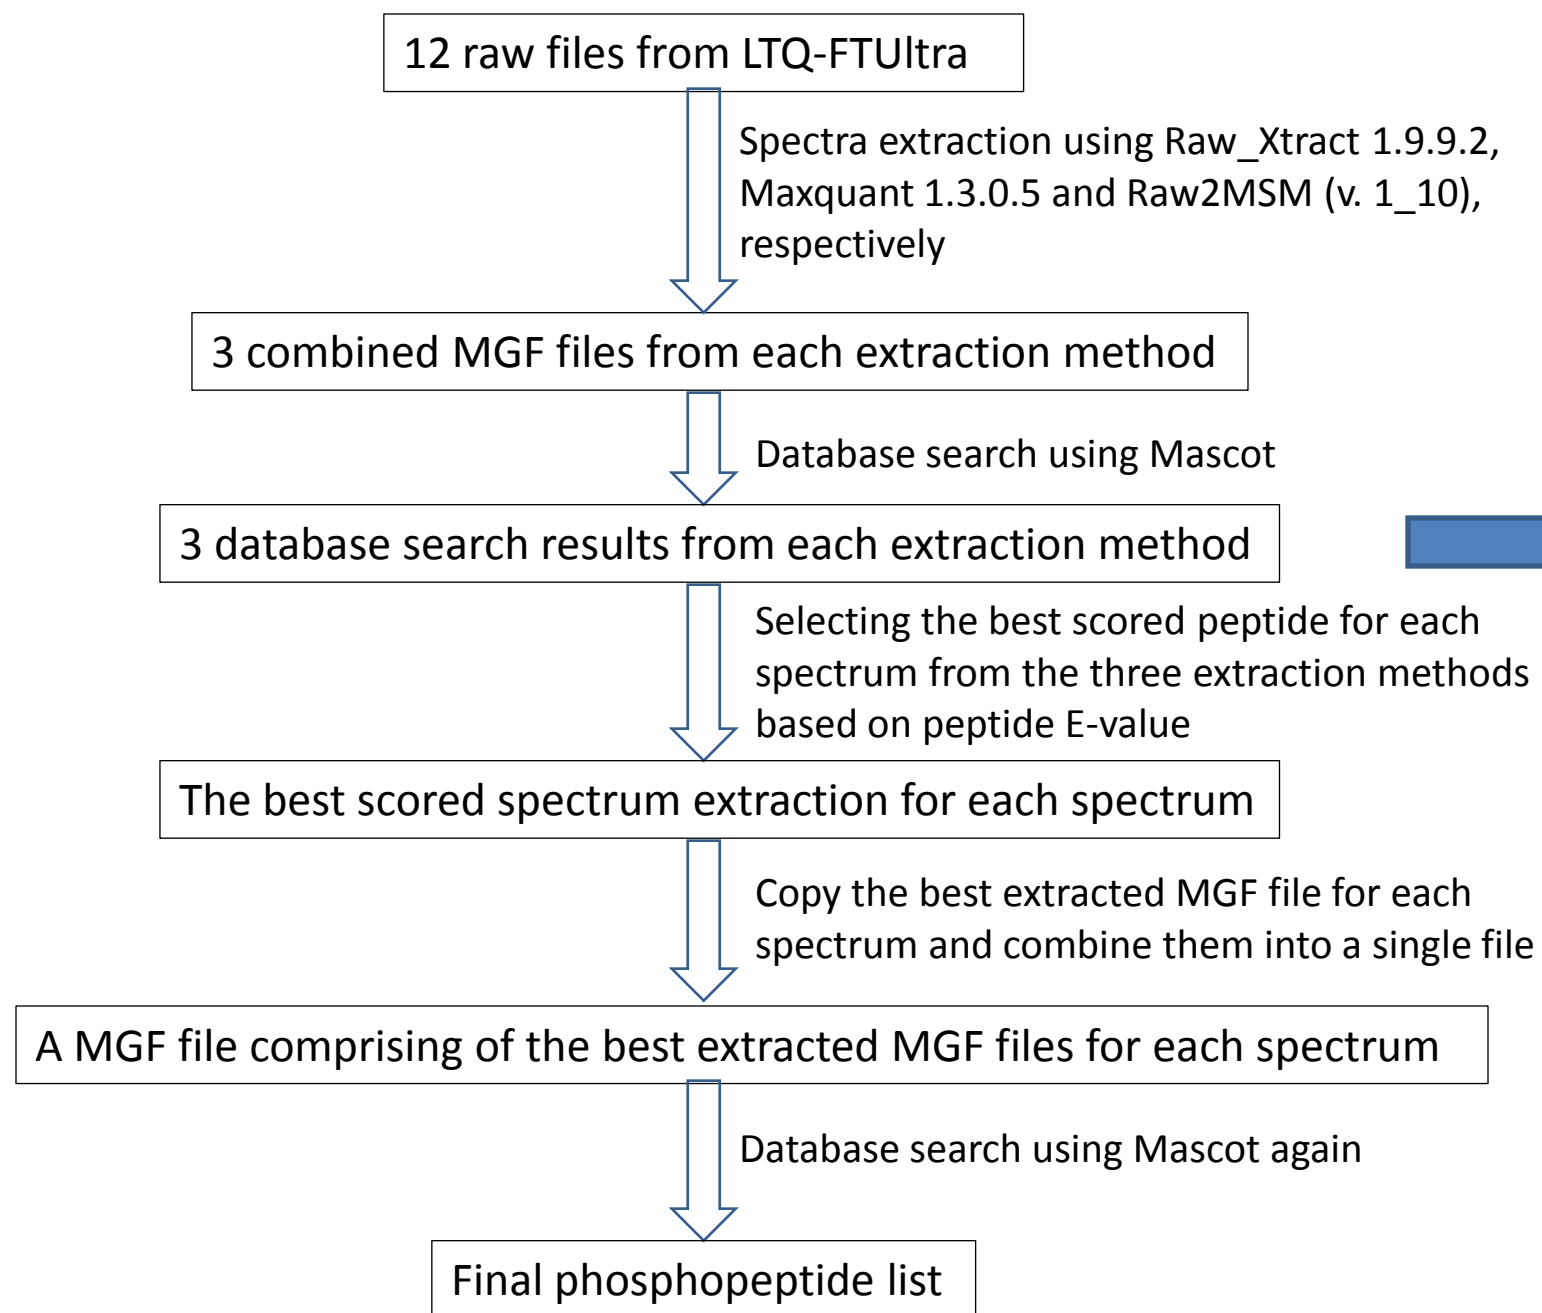 12 raw files from LTQ-FTUltra
Spectra extraction using Raw_Xtract 1.9.9.2,
Maxquant 1.3.0.5 and Raw2MSM (v. 1_10),
respectively
3 combined MGF files from each extraction method
Database search using Mascot
3 database search results from each extraction method
Selecting the best scored peptide for each
spectrum from the three extraction methods
based on peptide E-value
The best scored spectrum extraction for each spectrum
Copy the best extracted MGF file for each
spectrum and combine them into a single file
A MGF file comprising of the best extracted MGF files for each spectrum
Database search using Mascot again
Final phosphopeptide list